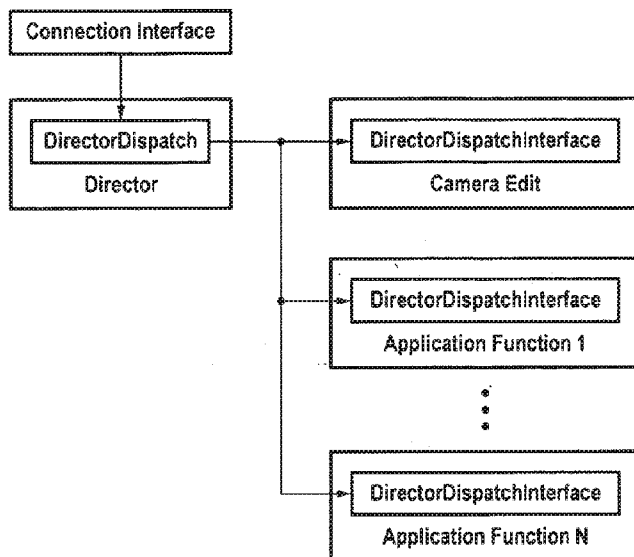 Connection Interface
DirectorDispatch
Director
DirectorDispatchInterface
Camera Edit
DirectorDispatchInterface
Application Function 1
DirectorDispatchInterface
Application Function N